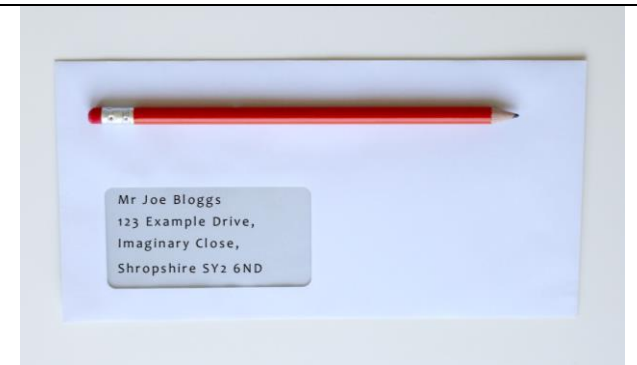 Mr Joe Bloggs
123 Example Drive,
Imaginary Close,
Shropshire SY2 6ND